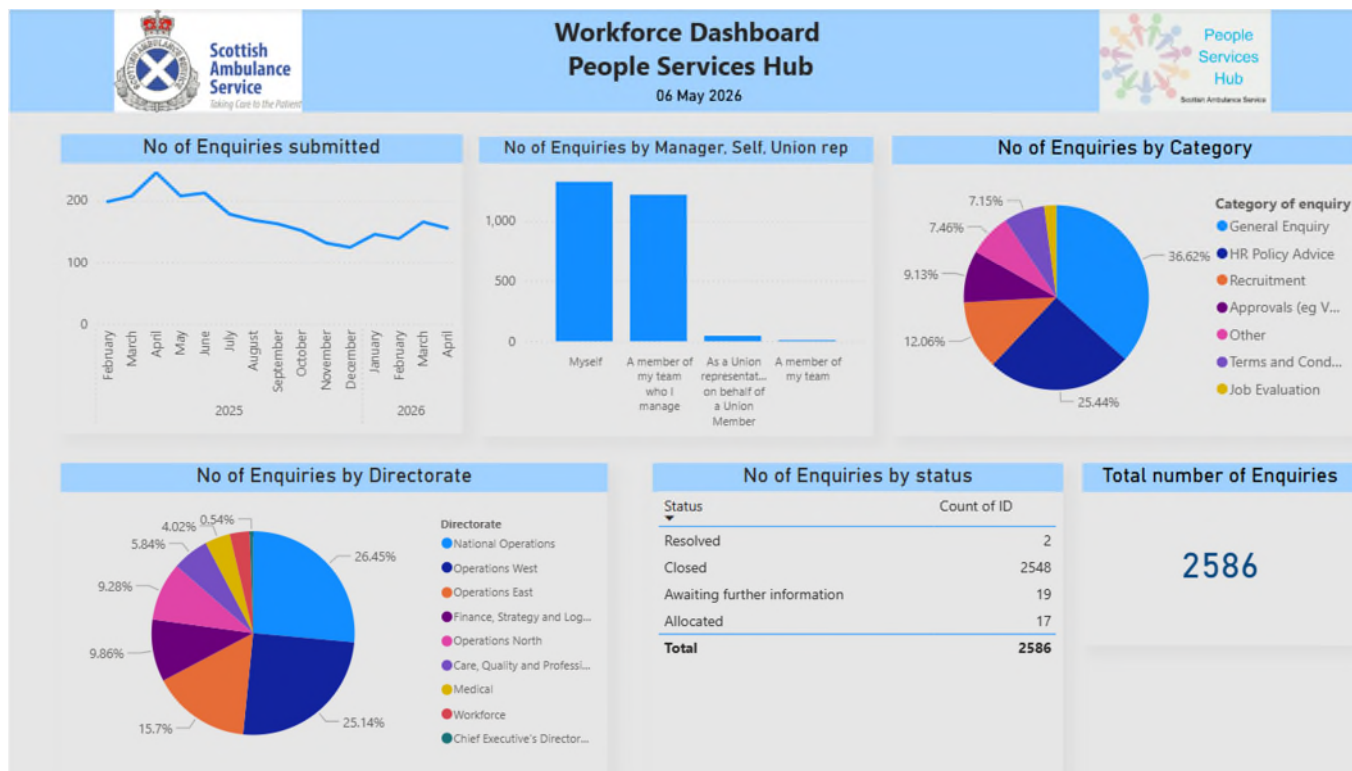 Scottish
Ambulance
Service
Taking Care to the Patient
Workforce Dashboard
People Services Hub
06 May 2026
People
Services
Hub
Scottish Ambulance Service
No of Enquiries submitted
200
100
0
February
March
April
May
June
July
August
September
October
November
December
January
February
March
April
2025
2026
No of Enquiries by Manager, Self, Union rep
1,000
500
0
Myself
A member of
my team
who I
manage
As a Union
representat...
on behalf of
a Union
Member
A member of
my team
No of Enquiries by Category
7.15%
7.46%
9.13%
12.06%
25.44%
36.62%
Category of enquiry
General Enquiry
HR Policy Advice
Recruitment
Approvals (eg V...
Other
Terms and Cond...
Job Evaluation
No of Enquiries by Directorate
0.54%
4.02%
5.84%
9.28%
9.86%
15.7%
25.14%
26.45%
Directorate
National Operations
Operations West
Operations East
Finance, Strategy and Log...
Operations North
Care, Quality and Professi...
Medical
Workforce
Chief Executive's Director...
No of Enquiries by status
Status Count of ID
Resolved 2
Closed 2548
Awaiting further information 19
Allocated 17
Total 2586
Total number of Enquiries
2586